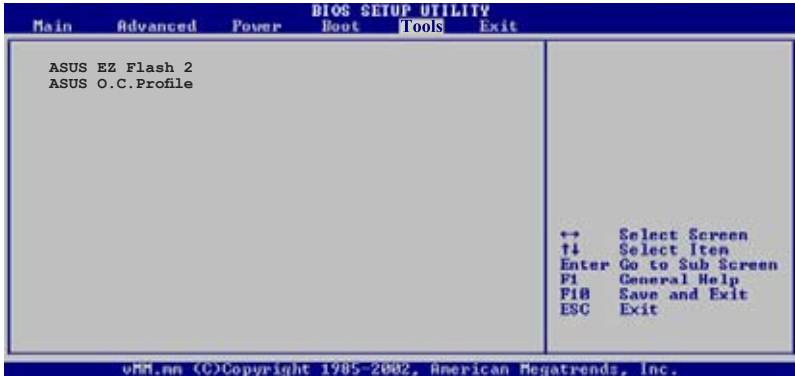 BIOS SETUP UTILITY
Main Advanced Power Boot Tools Exit
ASUS EZ Flash 2
ASUS O.C.Profile
←→ Select Screen
↑↓ Select Item
Enter Go to Sub Screen
F1 General Help
F10 Save and Exit
ESC Exit
vMM.mm (C)Copyright 1985-2002, American Megatrends, Inc.